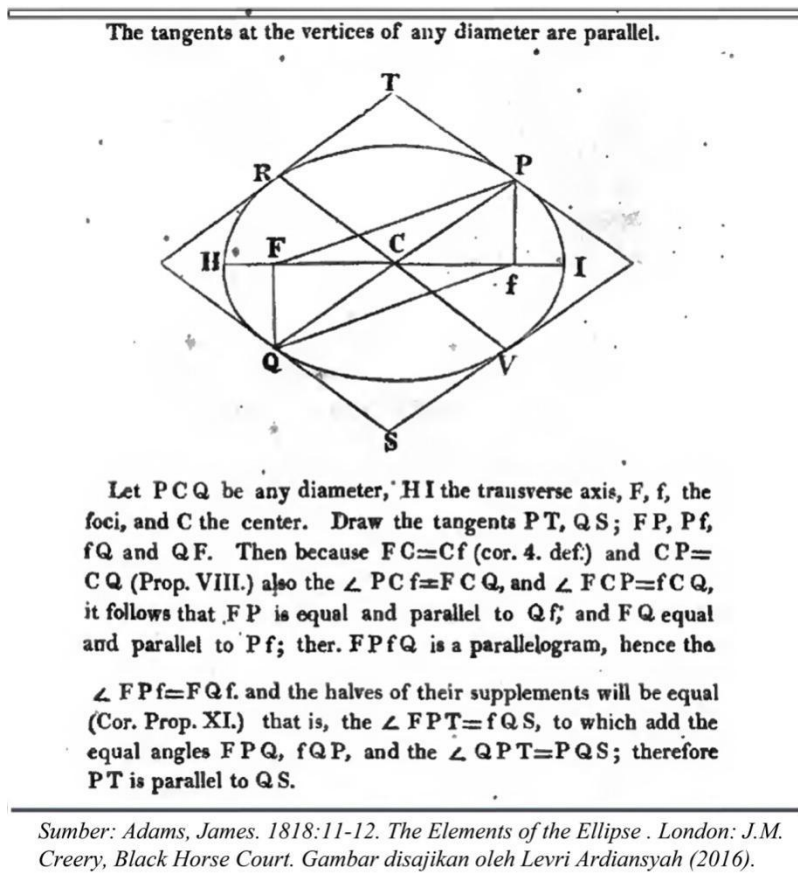 The tangents at the vertices of any diameter are parallel.
T
R
P
H
F
C
f
I
Q
V
S
Let PCQ be any diameter, HI the transverse axis, F, f, the
foci, and C the center. Draw the tangents PT, QS; FP, Pf,
fQ and QF. Then because FC=Cf (cor. 4. def.) and CP=
CQ (Prop. VIII.) also the ∠ PCf=FCQ, and ∠ FCP=fCQ,
it follows that FP is equal and parallel to Qf; and FQ equal
and parallel to Pf; ther. FPfQ is a parallelogram, hence the
∠ FPf=FQf. and the halves of their supplements will be equal
(Cor. Prop. XI.) that is, the ∠ FPT=fQS, to which add the
equal angles FPQ, fQP, and the ∠ QPT=PQS; therefore
PT is parallel to QS.
Sumber: Adams, James. 1818:11-12. The Elements of the Ellipse . London: J.M.
Creery, Black Horse Court. Gambar disajikan oleh Levri Ardiansyah (2016).